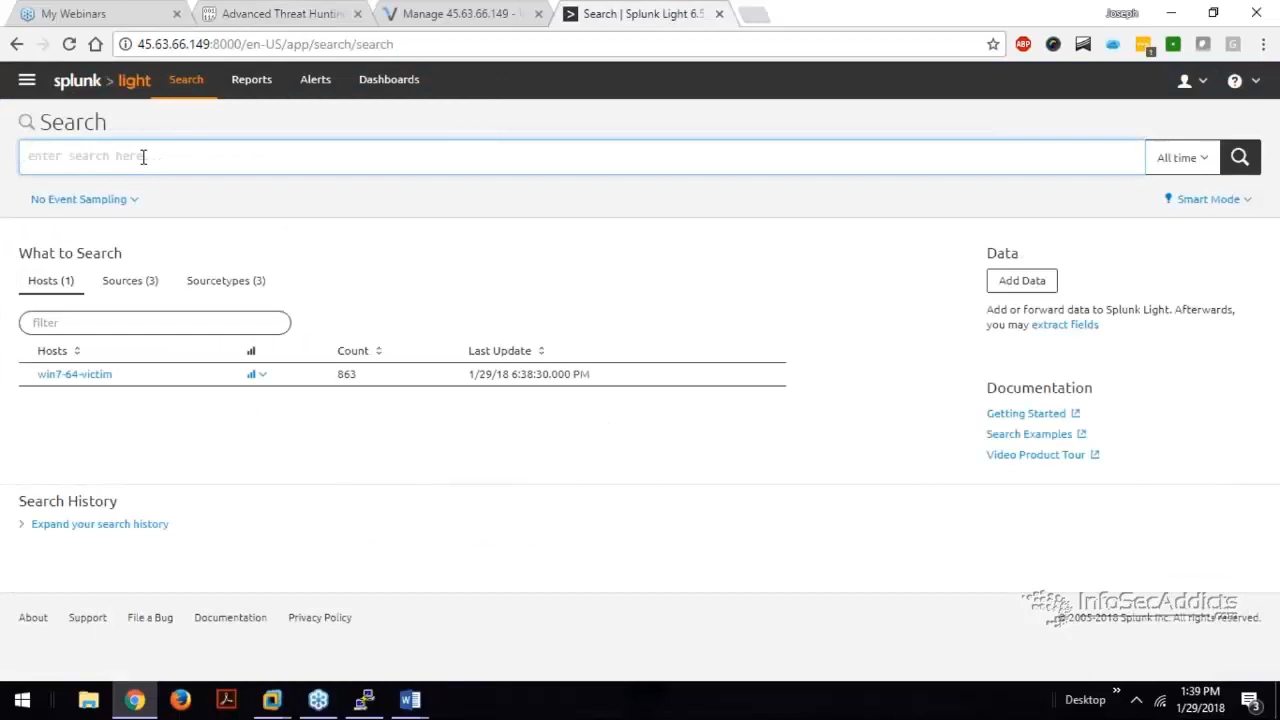 My Webinars
Advanced Threat Huntin
Manage 45.63.66.149 -
Search | Splunk Light 6.5
Joseph
45.63.66.149:8000/en-US/app/search/search
ABP
1
G
splunk > light
Search
Reports
Alerts
Dashboards
Search
enter search here...
All time
No Event Sampling
Smart Mode
What to Search
Hosts (1)
Sources (3)
Sourcetypes (3)
filter
Hosts
Count
Last Update
win7-64-victim
863
1/29/18 6:38:30.000 PM
Data
Add Data
Add or forward data to Splunk Light. Afterwards,
you may extract fields
Documentation
Getting Started
Search Examples
Video Product Tour
Search History
Expand your search history
InfoSecAddicts
.com
About
Support
File a Bug
Documentation
Privacy Policy
© 2005-2018 Splunk Inc. All rights reserved.
Desktop
1:39 PM
1/29/2018
3